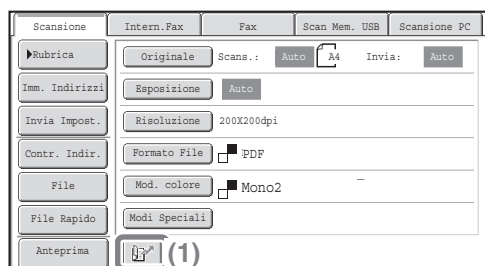 Scansione Intern.Fax Fax Scan Mem. USB Scansione PC
Rubrica Originale Scans.: Auto A4 Invia: Auto
Imm. Indirizzi Esposizione Auto
Invia Impost. Risoluzione 200X200dpi
Contr. Indir. Formato File PDF
File Mod. colore Mono2
File Rapido Modi Speciali
Anteprima (1)